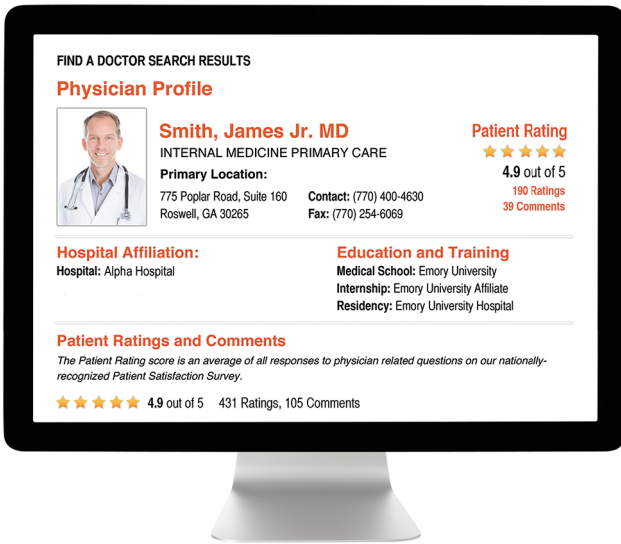 FIND A DOCTOR SEARCH RESULTS
Physician Profile
Smith, James Jr. MD
INTERNAL MEDICINE PRIMARY CARE
Primary Location:
775 Poplar Road, Suite 160
Roswell, GA 30265
Contact: (770) 400-4630
Fax: (770) 254-6069
Patient Rating
4.9 out of 5
190 Ratings
39 Comments
Hospital Affiliation:
Hospital: Alpha Hospital
Education and Training
Medical School: Emory University
Internship: Emory University Affiliate
Residency: Emory University Hospital
Patient Ratings and Comments
The Patient Rating score is an average of all responses to physician related questions on our nationally-
recognized Patient Satisfaction Survey.
4.9 out of 5 431 Ratings, 105 Comments